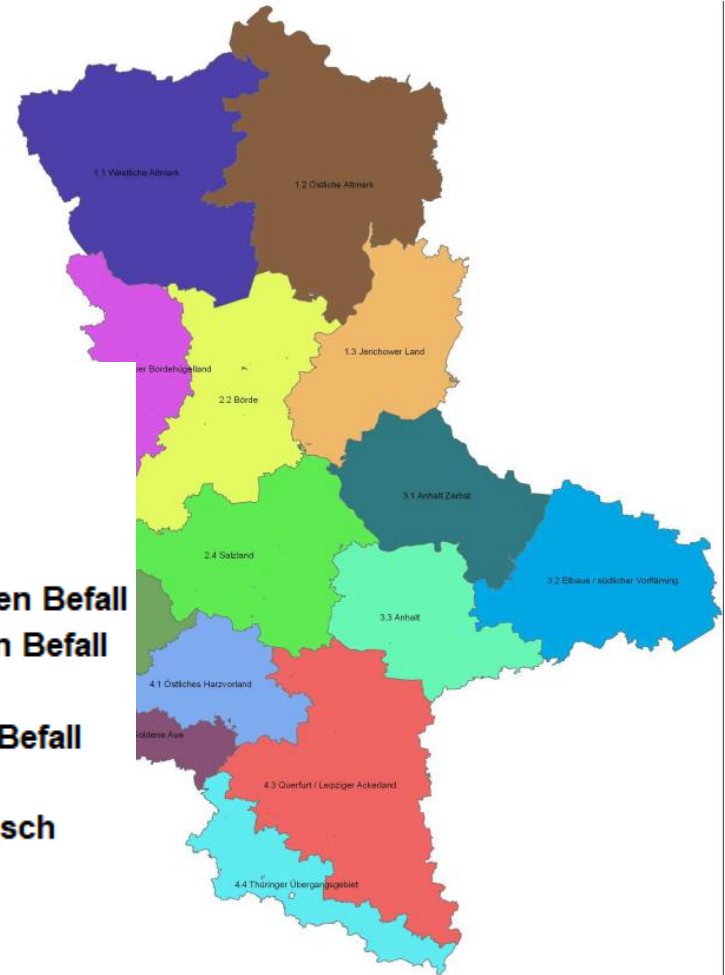 1.1 Westliche Altmark
1.2 Östliche Altmark
1.3 Jerichower Land
er Bördehügelland
2.2 Börde
3.1 Anhalt Zerbst
2.4 Salzland
3.2 Elbaue / südlicher Vorfläming
en Befall
3.3 Anhalt
n Befall
4.1 Östliches Harzvorland
Goldene Aue
Befall
4.3 Querfurt / Leipziger Ackerland
sch
4.4 Thüringer Übergangsgebiet